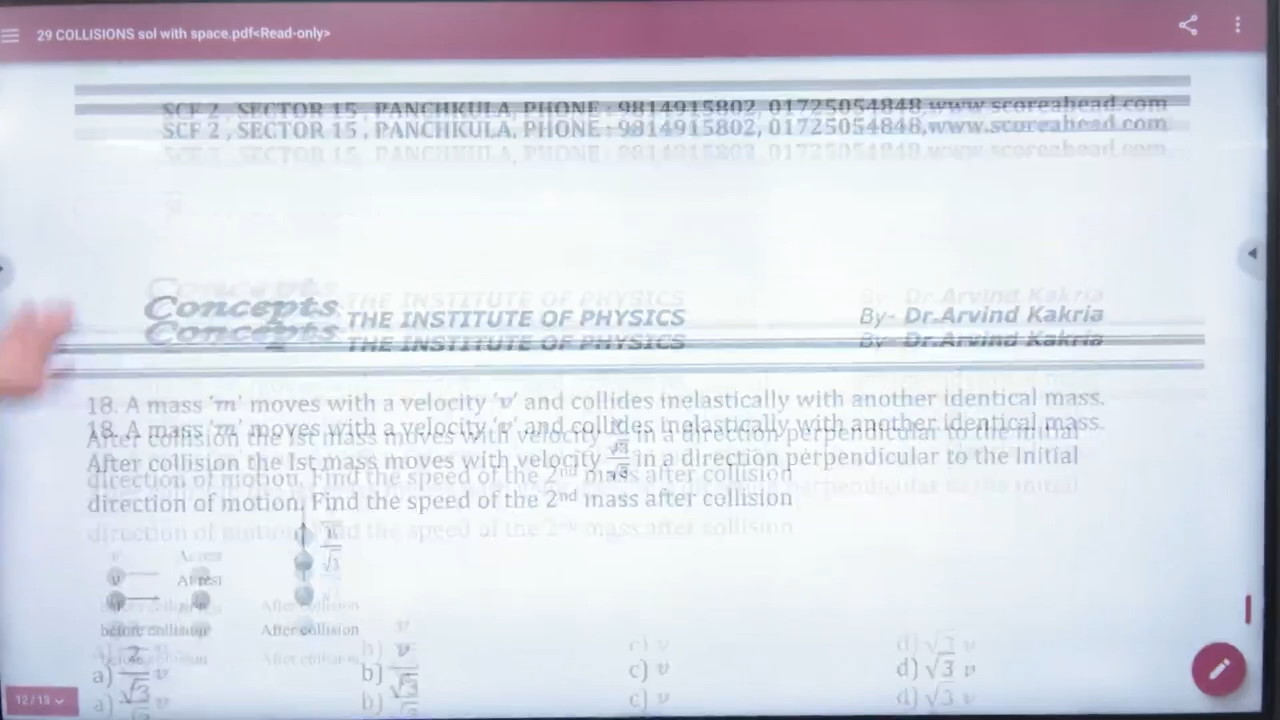 29 COLLISIONS sol with space.pdf<Read-only>
SCF 2 , SECTOR 15 , PANCHKULA, PHONE : 9814915802, 01725054848,www.scoreahead.com
Concepts THE INSTITUTE OF PHYSICS By- Dr.Arvind Kakria
18. A mass 'm' moves with a velocity 'v' and collides inelastically with another identical mass.
After collision the Ist mass moves with velocity v/√3 in a direction perpendicular to the initial
direction of motion. Find the speed of the 2nd mass after collision
v At rest v/√3
before collision After collision
a) 2/√3 v b) v/√3 c) v d) √3 v
12/13